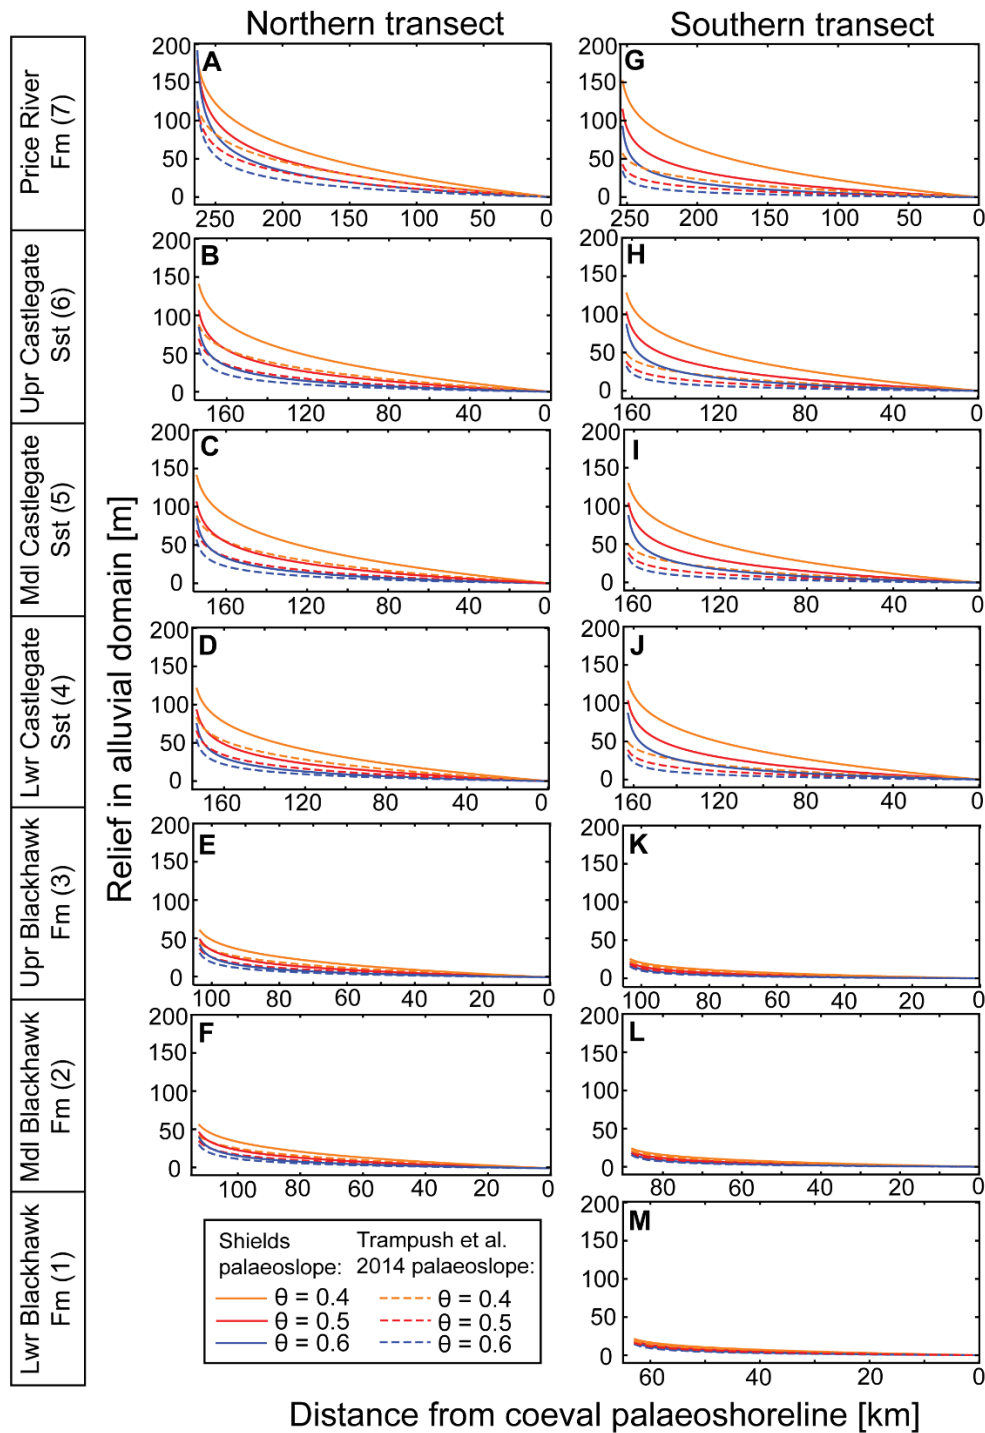 Northern transect
Southern transect
Price River
Fm (7)
Upr Castlegate
Sst (6)
Mdl Castlegate
Sst (5)
Lwr Castlegate
Sst (4)
Upr Blackhawk
Fm (3)
Mdl Blackhawk
Fm (2)
Lwr Blackhawk
Fm (1)
Relief in alluvial domain [m]
A
200
150
100
50
0
250 200 150 100 50 0
G
200
150
100
50
0
250 200 150 100 50 0
B
200
150
100
50
0
160 120 80 40 0
H
200
150
100
50
0
160 120 80 40 0
C
200
150
100
50
0
160 120 80 40 0
I
200
150
100
50
0
160 120 80 40 0
D
200
150
100
50
0
160 120 80 40 0
J
200
150
100
50
0
160 120 80 40 0
E
200
150
100
50
0
100 80 60 40 20 0
K
200
150
100
50
0
100 80 60 40 20 0
F
200
150
100
50
0
100 80 60 40 20 0
L
200
150
100
50
0
80 60 40 20 0
M
200
150
100
50
0
60 40 20 0
Shields
palaeoslope:
θ = 0.4
θ = 0.5
θ = 0.6
Trampush et al.
2014 palaeoslope:
θ = 0.4
θ = 0.5
θ = 0.6
Distance from coeval palaeoshoreline [km]